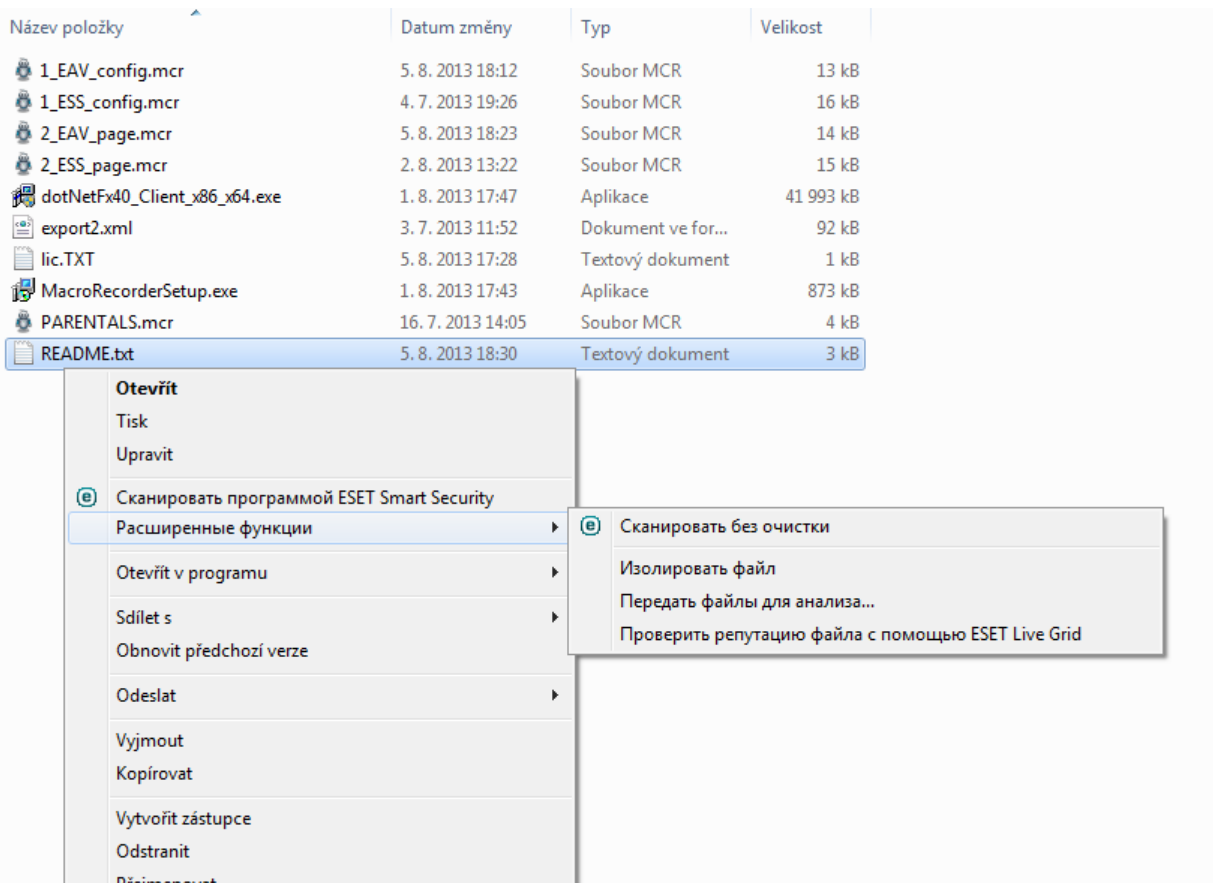 Název položky Datum změny Typ Velikost
1_EAV_config.mcr 5. 8. 2013 18:12 Soubor MCR 13 kB
1_ESS_config.mcr 4. 7. 2013 19:26 Soubor MCR 16 kB
2_EAV_page.mcr 5. 8. 2013 18:23 Soubor MCR 14 kB
2_ESS_page.mcr 2. 8. 2013 13:22 Soubor MCR 15 kB
dotNetFx40_Client_x86_x64.exe 1. 8. 2013 17:47 Aplikace 41 993 kB
export2.xml 3. 7. 2013 11:52 Dokument ve for... 92 kB
lic.TXT 5. 8. 2013 17:28 Textový dokument 1 kB
MacroRecorderSetup.exe 1. 8. 2013 17:43 Aplikace 873 kB
PARENTALS.mcr 16. 7. 2013 14:05 Soubor MCR 4 kB
README.txt 5. 8. 2013 18:30 Textový dokument 3 kB
Otevřít
Tisk
Upravit
Сканировать программой ESET Smart Security
Расширенные функции
Сканировать без очистки
Изолировать файл
Передать файлы для анализа...
Проверить репутацию файла с помощью ESET Live Grid
Otevřít v programu
Sdílet s
Obnovit předchozí verze
Odeslat
Vyjmout
Kopírovat
Vytvořit zástupce
Odstranit
Přejmenovat